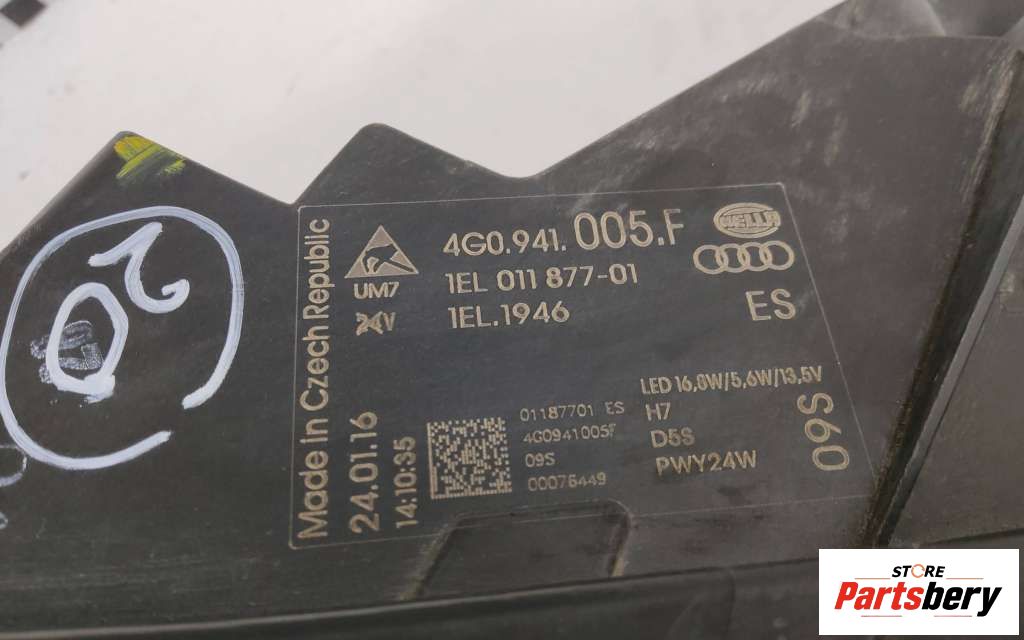 20
Made in Czech Republic
24.01.16
14:10:35
UM7
4G0.941.005.F
HELLA
1EL 011 877-01
1EL.1946
ES
LED 16,8W/5,6W/13,5V
H7
D5S
PWY24W
09S
01187701 ES
4G0941005F
09S
00076449
STORE
Partsbery